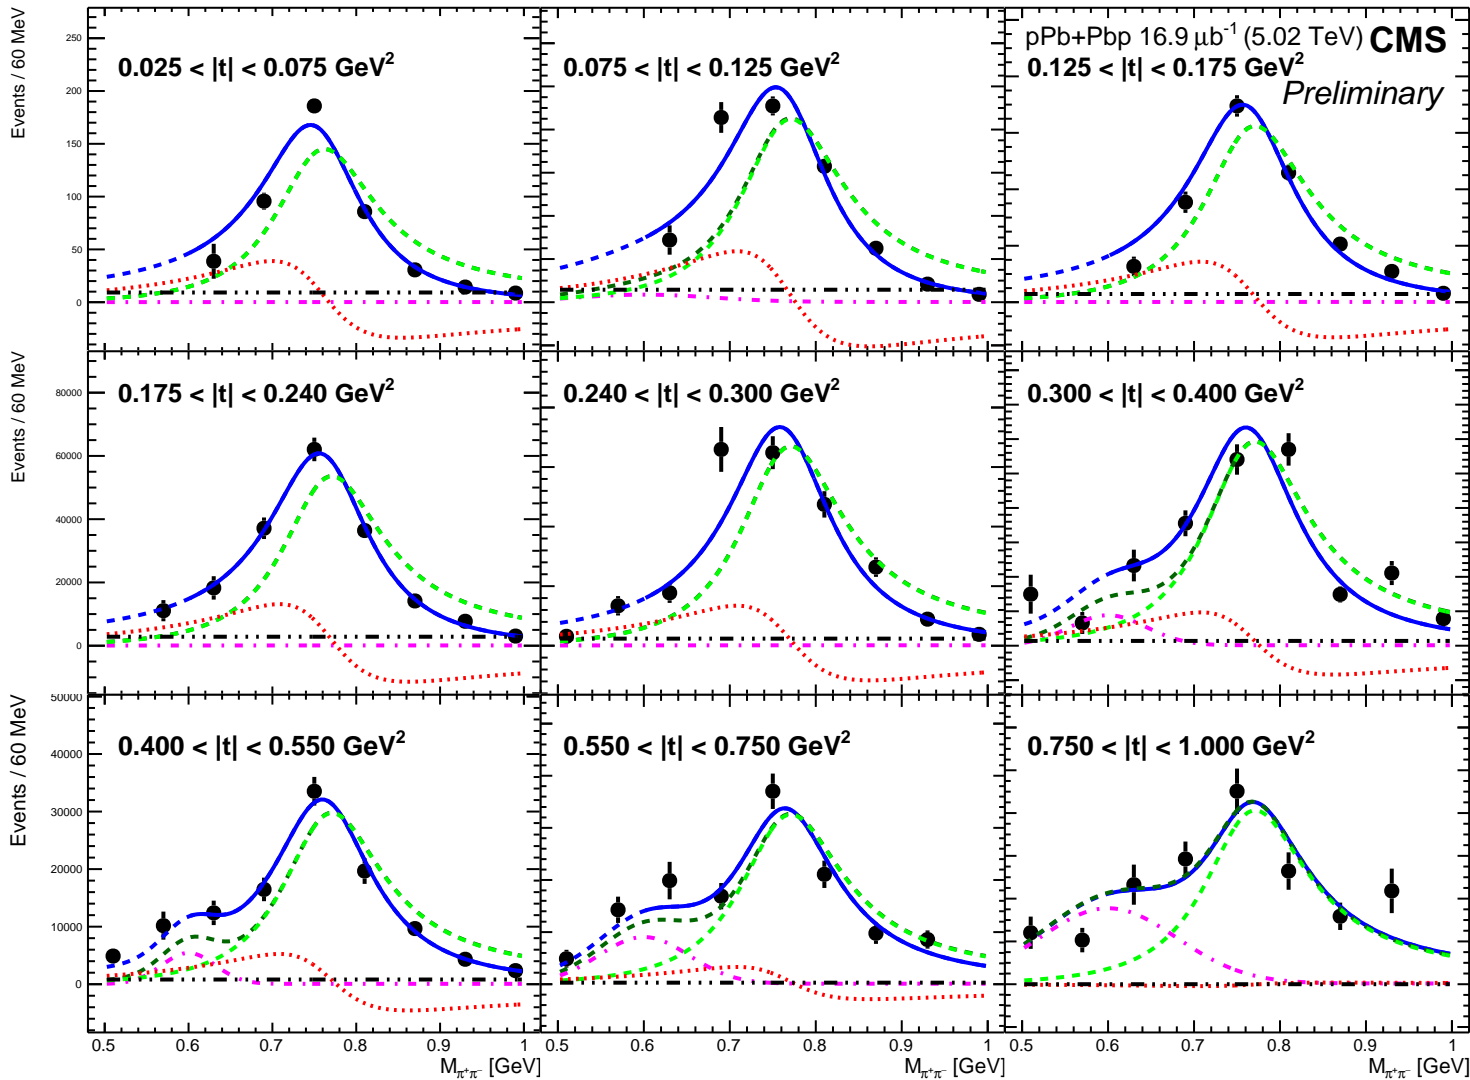 pPb+Pbp 16.9 μb⁻¹ (5.02 TeV) CMS
Preliminary
Events / 60 MeV
0.025 < |t| < 0.075 GeV²
0.075 < |t| < 0.125 GeV²
0.125 < |t| < 0.175 GeV²
250
200
150
100
50
0
Events / 60 MeV
0.175 < |t| < 0.240 GeV²
0.240 < |t| < 0.300 GeV²
0.300 < |t| < 0.400 GeV²
80000
60000
40000
20000
0
Events / 60 MeV
0.400 < |t| < 0.550 GeV²
0.550 < |t| < 0.750 GeV²
0.750 < |t| < 1.000 GeV²
50000
40000
30000
20000
10000
0
0.5 0.6 0.7 0.8 0.9 1
0.5 0.6 0.7 0.8 0.9 1
0.5 0.6 0.7 0.8 0.9 1
M_π⁺π⁻ [GeV]
M_π⁺π⁻ [GeV]
M_π⁺π⁻ [GeV]